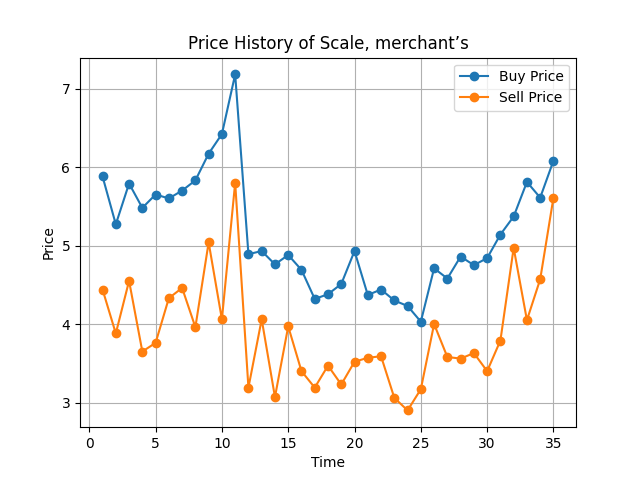 Price History of Scale, merchant’s
Buy Price
Sell Price
7
6
5
4
3
Price
0 5 10 15 20 25 30 35
Time